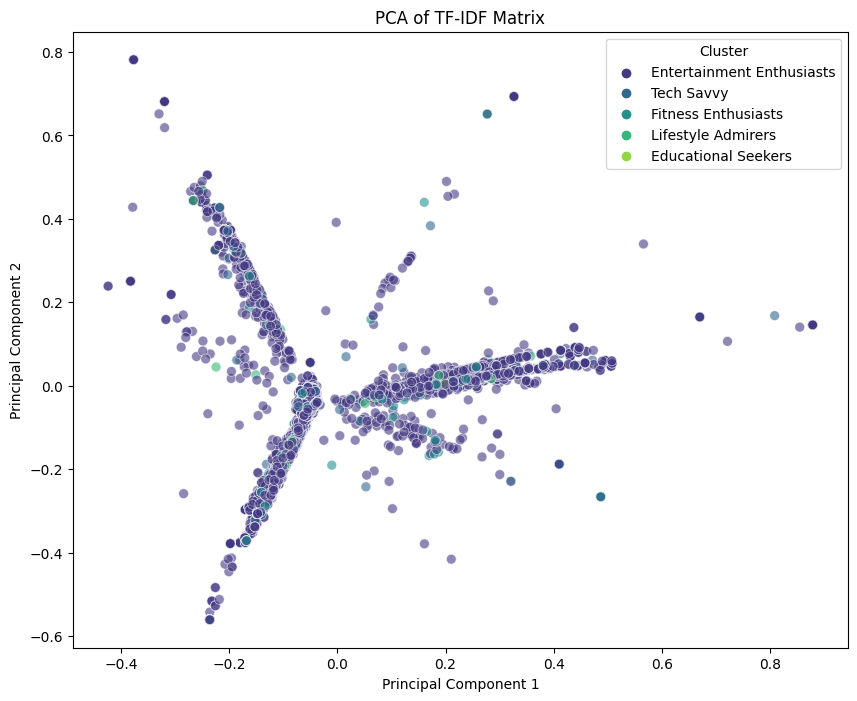 PCA of TF-IDF Matrix
Cluster
Entertainment Enthusiasts
Tech Savvy
Fitness Enthusiasts
Lifestyle Admirers
Educational Seekers
Principal Component 2
0.8
0.6
0.4
0.2
0.0
−0.2
−0.4
−0.6
−0.4
−0.2
0.0
0.2
0.4
0.6
0.8
Principal Component 1